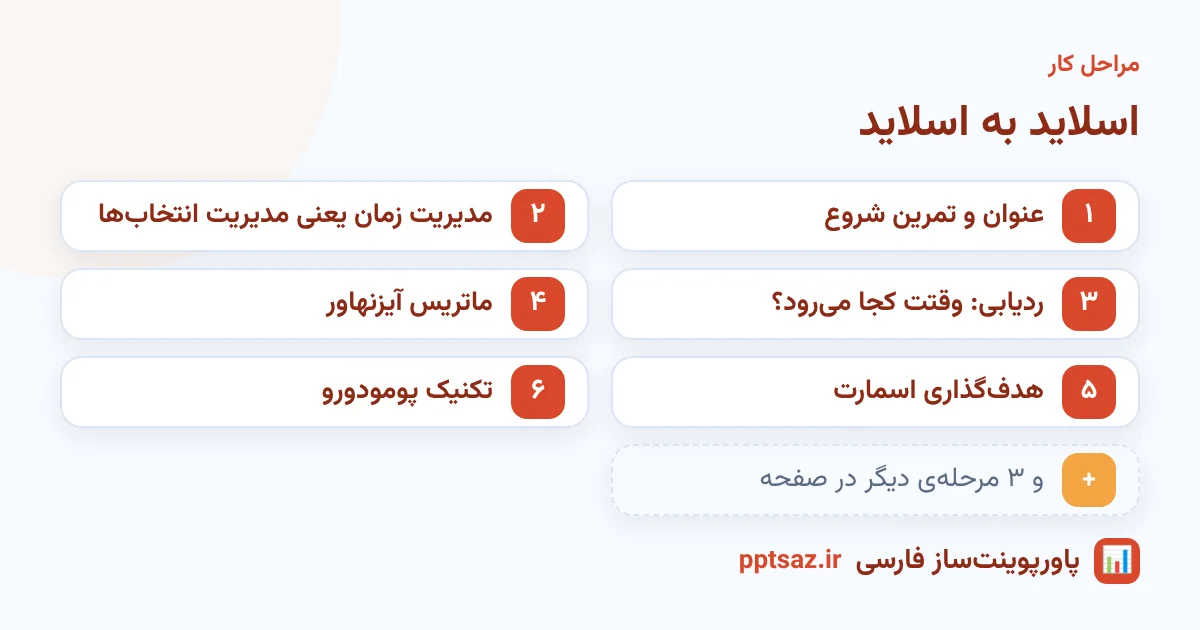 مراحل کار
اسلاید به اسلاید
۱ عنوان و تمرین شروع
۲ مدیریت زمان یعنی مدیریت انتخاب‌ها
۳ ردیابی: وقتت کجا می‌رود؟
۴ ماتریس آیزنهاور
۵ هدف‌گذاری اسمارت
۶ تکنیک پومودورو
+ و ۳ مرحله‌ی دیگر در صفحه
پاورپوینت‌ساز فارسی pptsaz.ir